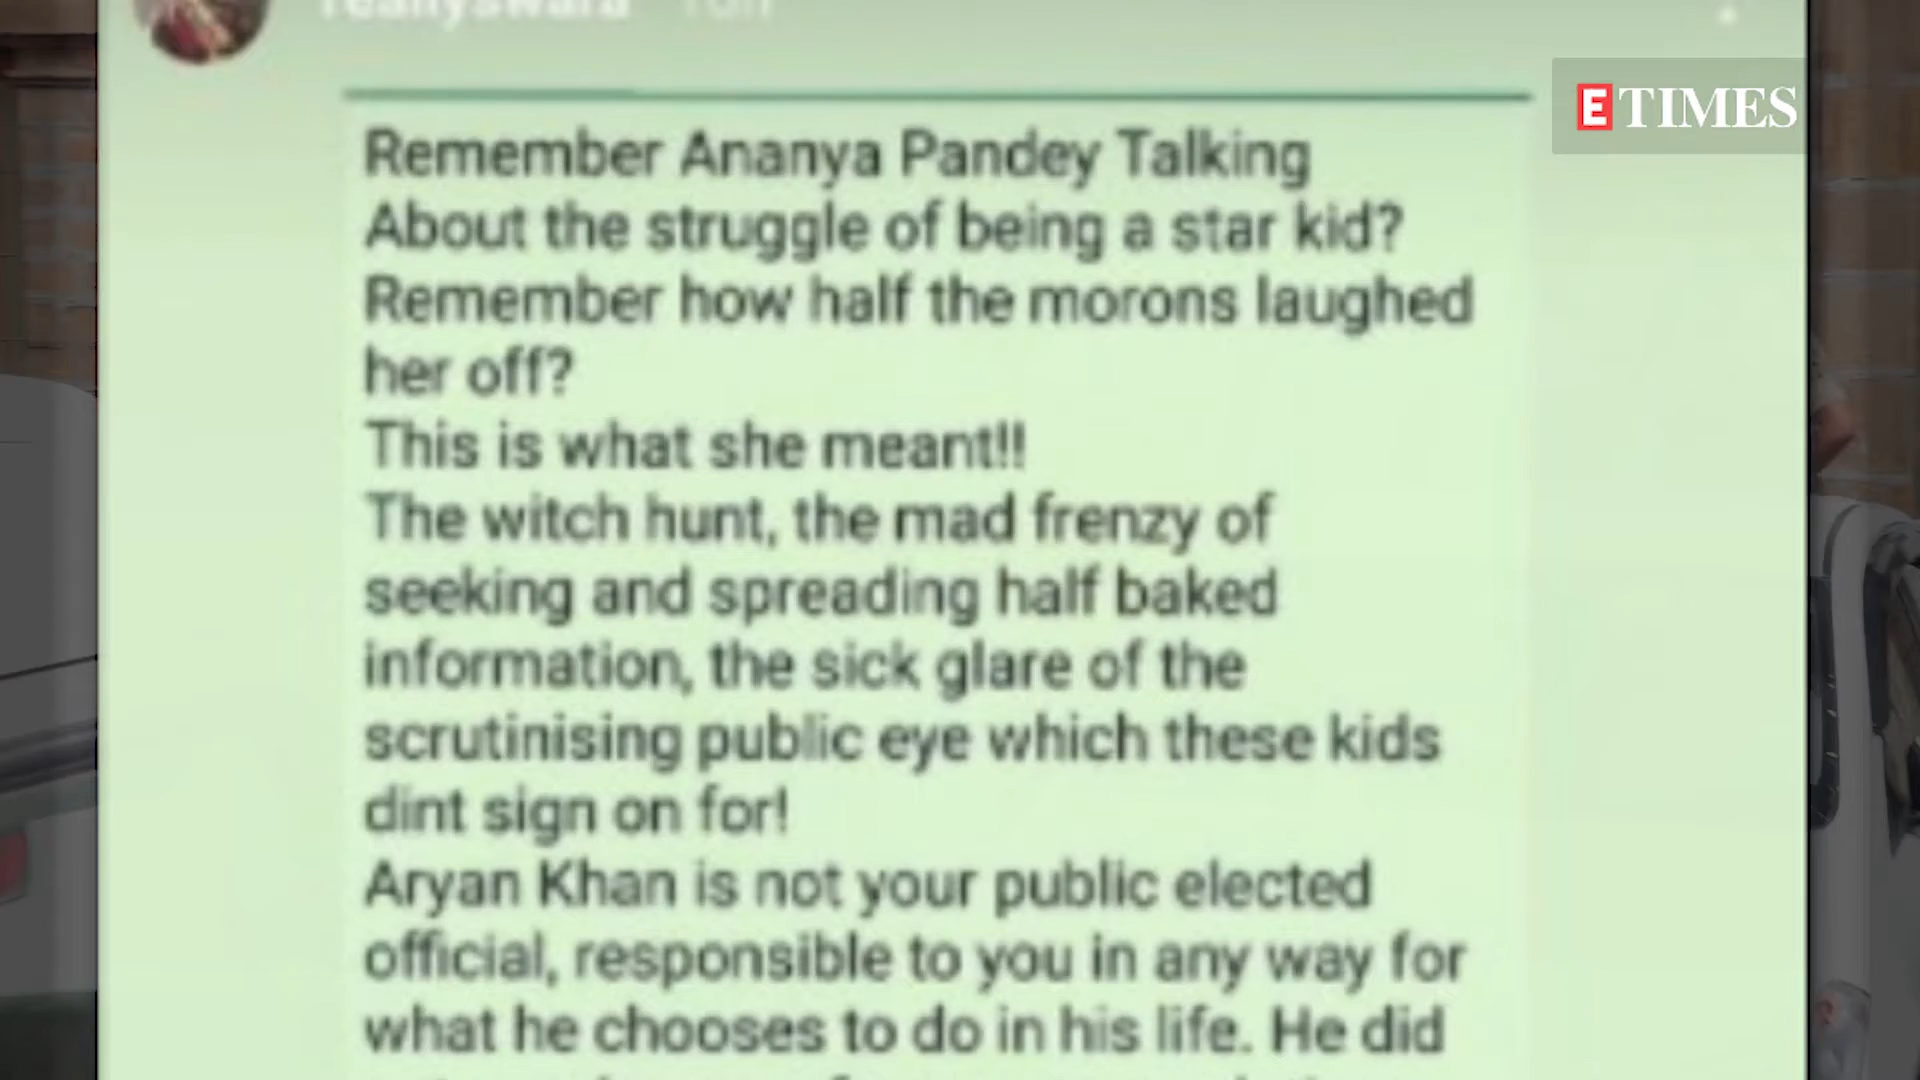 ETIMES
Remember Ananya Pandey Talking
About the struggle of being a star kid?
Remember how half the morons laughed
her off?
This is what she meant!!
The witch hunt, the mad frenzy of
seeking and spreading half baked
information, the sick glare of the
scrutinising public eye which these kids
dint sign on for!
Aryan Khan is not your public elected
official, responsible to you in any way for
what he chooses to do in his life. He did